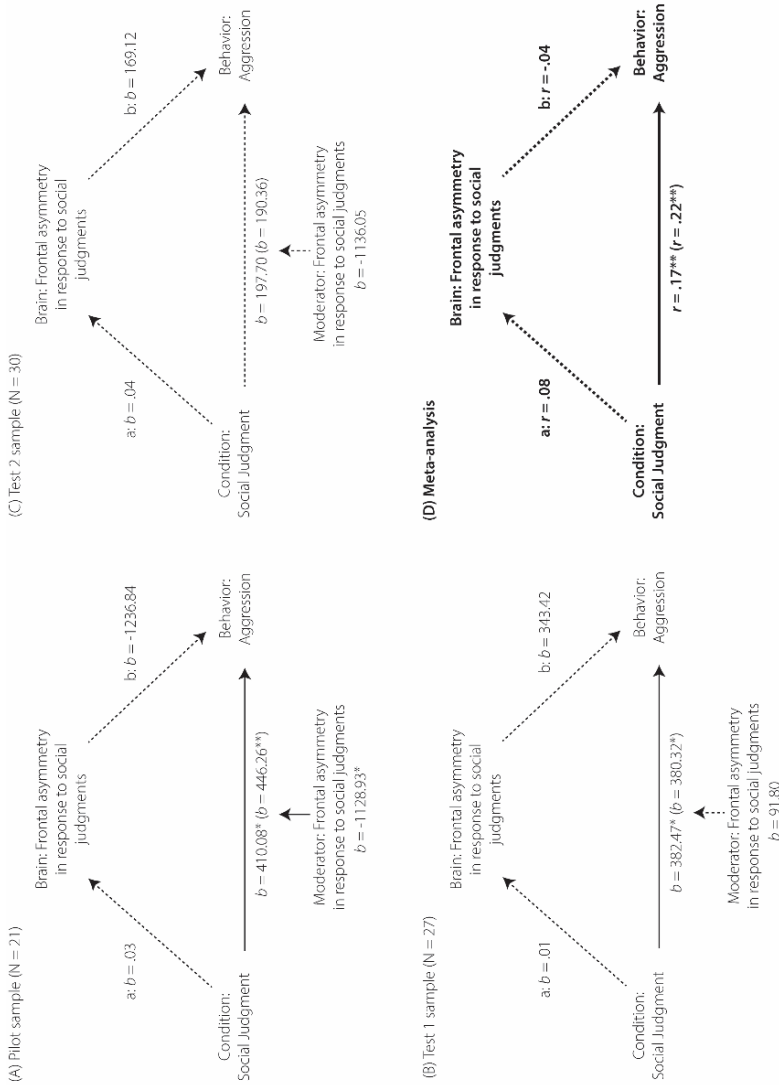 (A) Pilot sample (N = 21)
Brain: Frontal asymmetry
in response to social
judgments
a: b = .03
b: b = -1236.84
Condition:
Social Judgment
Behavior:
Aggression
b = 410.08* (b = 446.26**)
Moderator: Frontal asymmetry
in response to social judgments
b = -1128.93*
(B) Test 1 sample (N = 27)
Brain: Frontal asymmetry
in response to social
judgments
a: b = .01
b: b = 343.42
Condition:
Social Judgment
Behavior:
Aggression
b = 382.47* (b = 380.32*)
Moderator: Frontal asymmetry
in response to social judgments
b = 91.80
(C) Test 2 sample (N = 30)
Brain: Frontal asymmetry
in response to social
judgments
a: b = .04
b: b = 169.12
Condition:
Social Judgment
Behavior:
Aggression
b = 197.70 (b = 190.36)
Moderator: Frontal asymmetry
in response to social judgments
b = -1136.05
(D) Meta-analysis
Brain: Frontal asymmetry
in response to social
judgments
a: r = .08
b: r = -.04
Condition:
Social Judgment
Behavior:
Aggression
r = .17** (r = .22**)